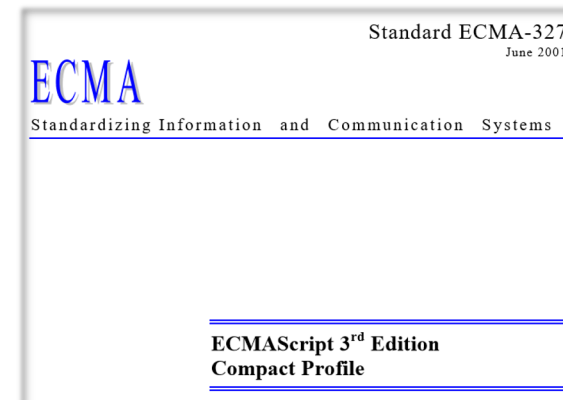 Standard ECMA-327
June 2001
ECMA
Standardizing Information and Communication Systems
ECMAScript 3rd Edition
Compact Profile